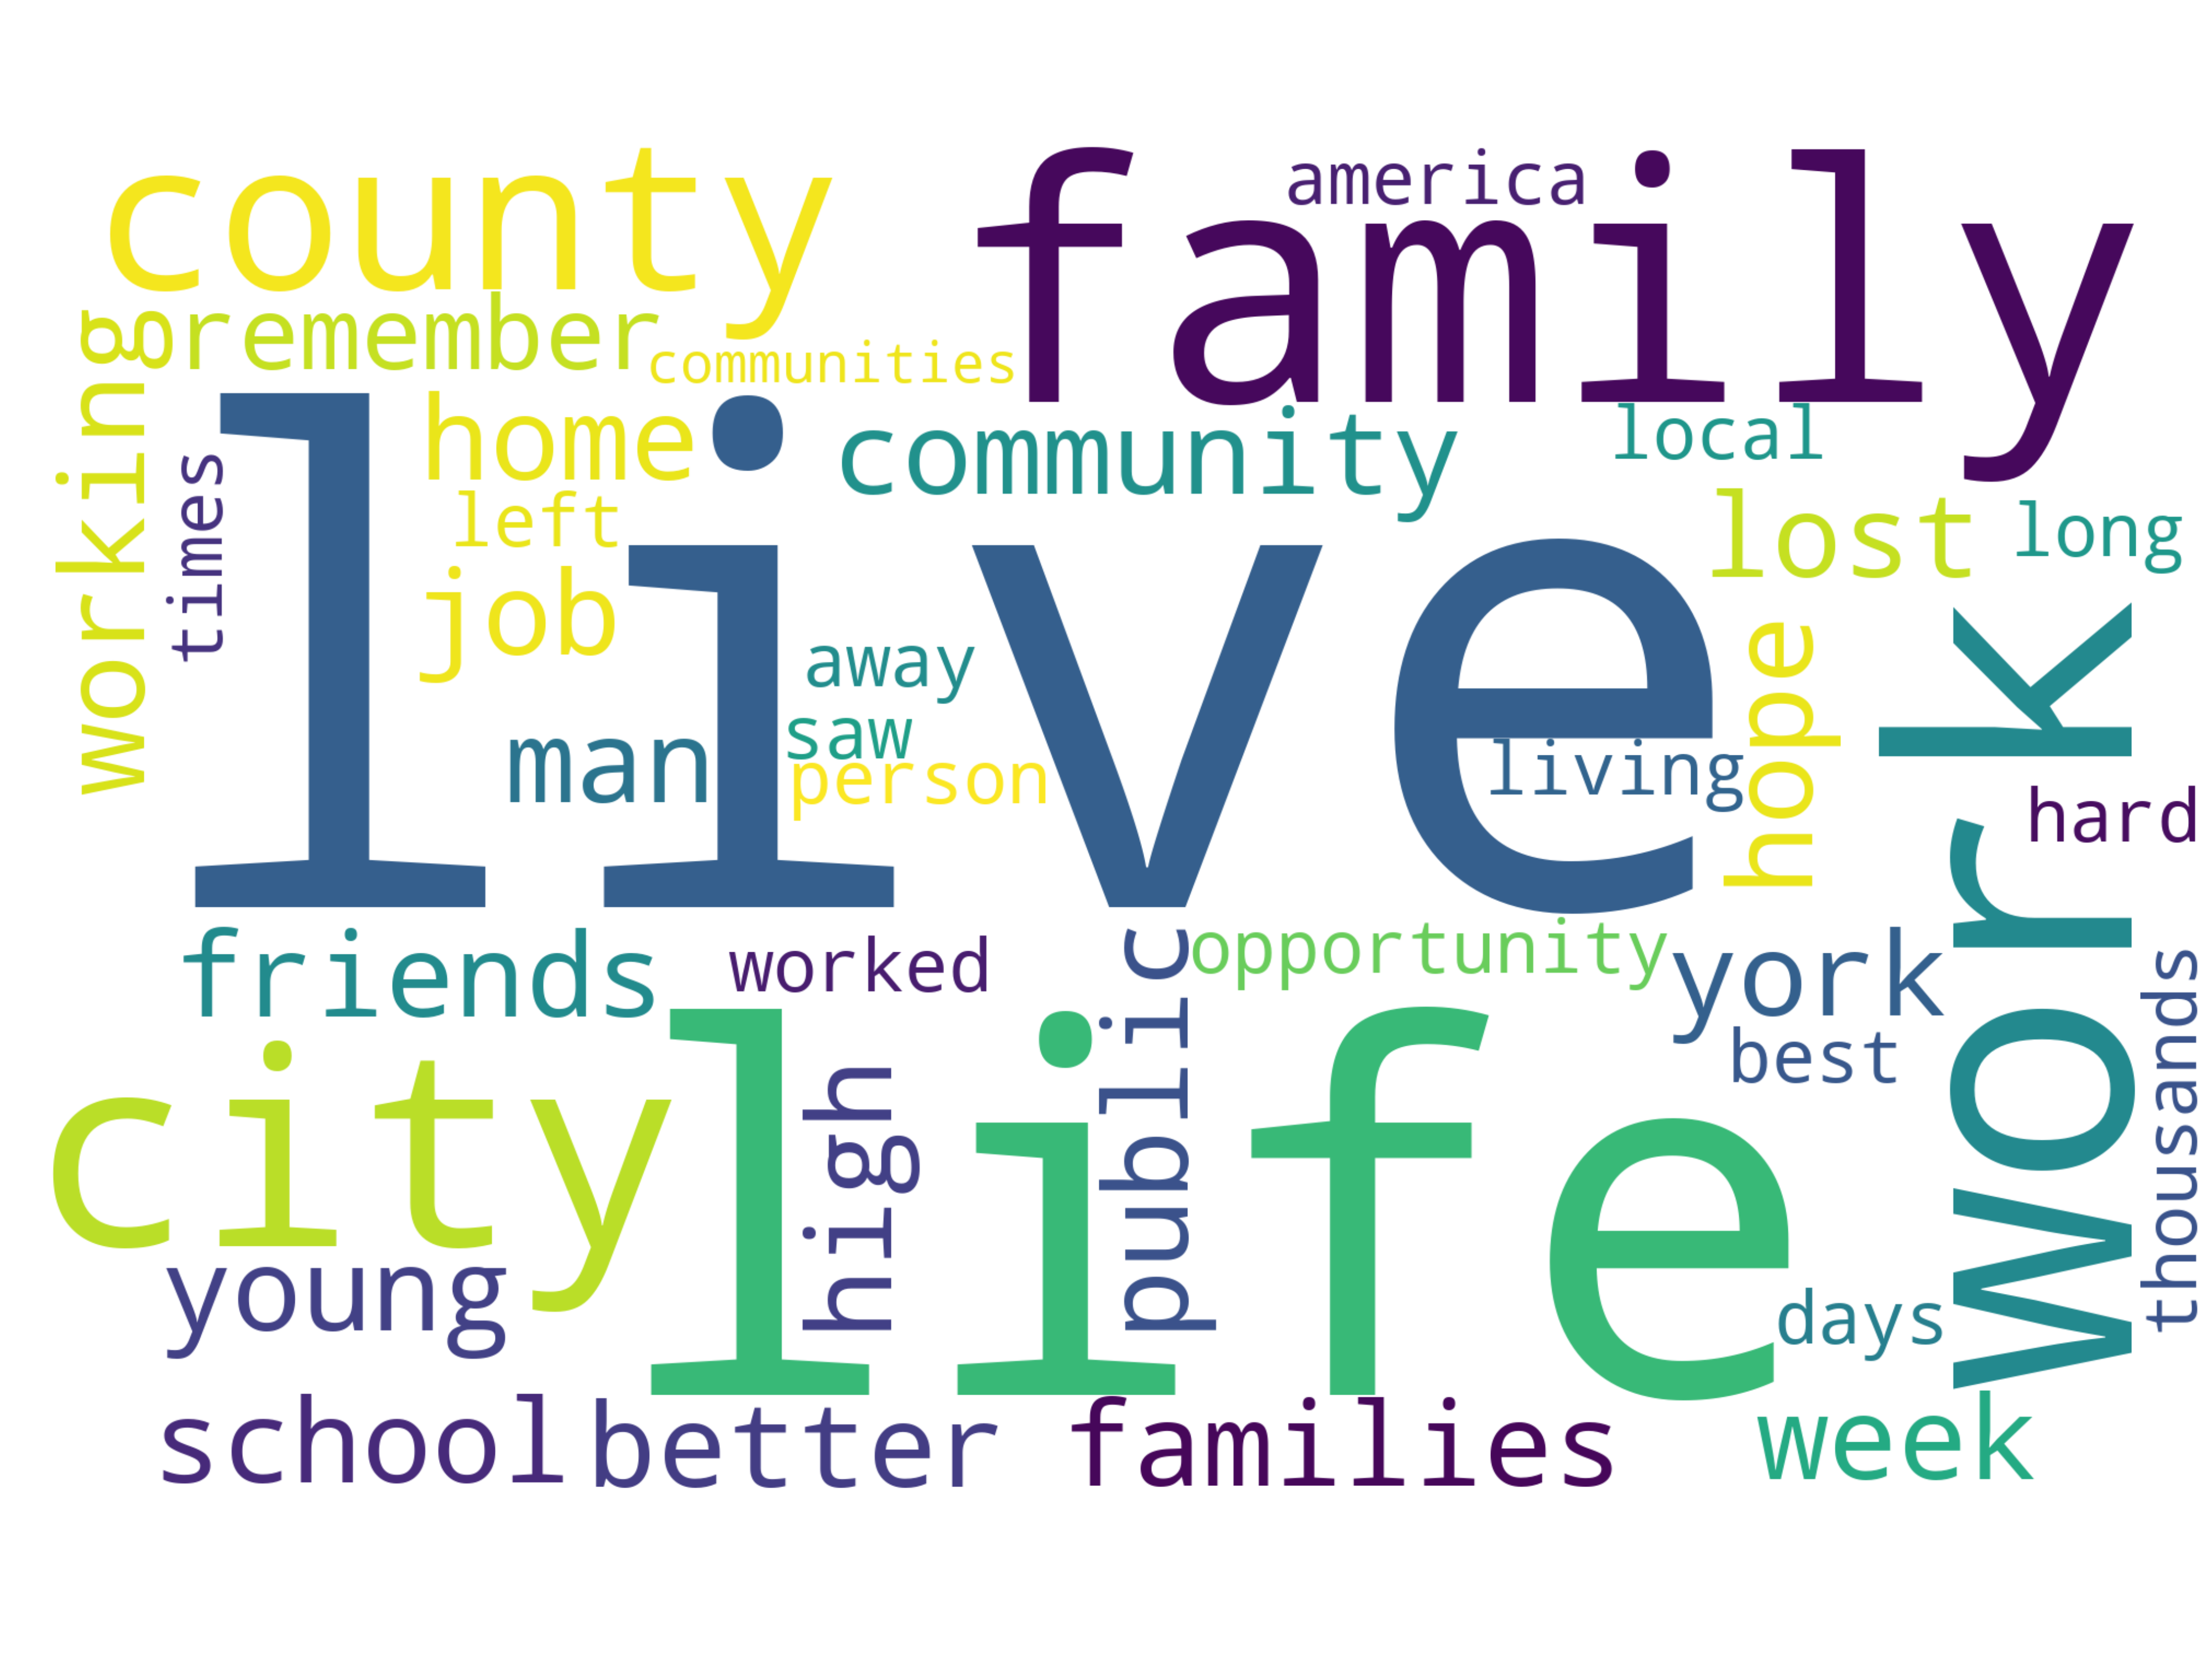 county
family
america
remember
communities
working
times
home
community
local
left
lost
long
live
job
away
hope
work
man
saw
person
living
hard
friends
worked
public
opportunity
york
best
thousands
city
life
high
young
days
school
better
families
week